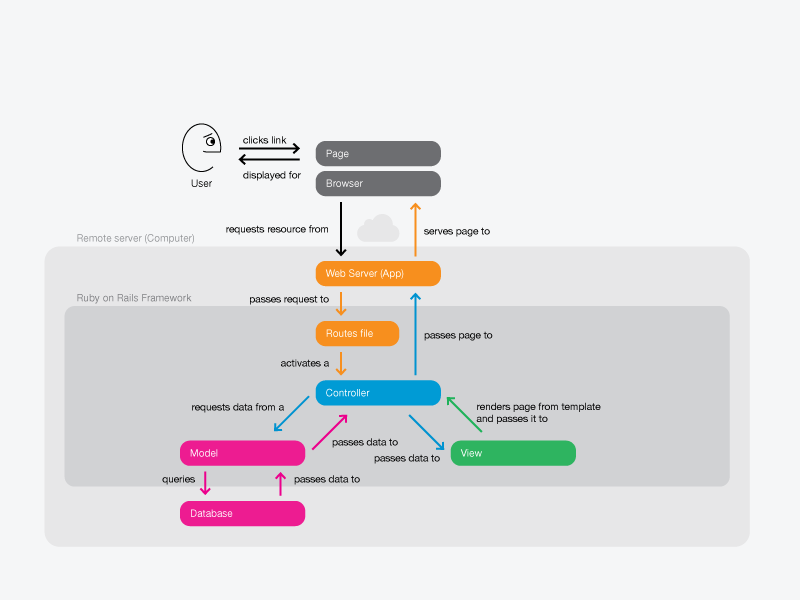 clicks link
Page
displayed for
User
Browser
requests resource from
serves page to
Remote server (Computer)
Web Server (App)
Ruby on Rails Framework
passes request to
Routes file
passes page to
activates a
Controller
requests data from a
renders page from template
and passes it to
passes data to
passes data to
Model
View
queries
passes data to
Database